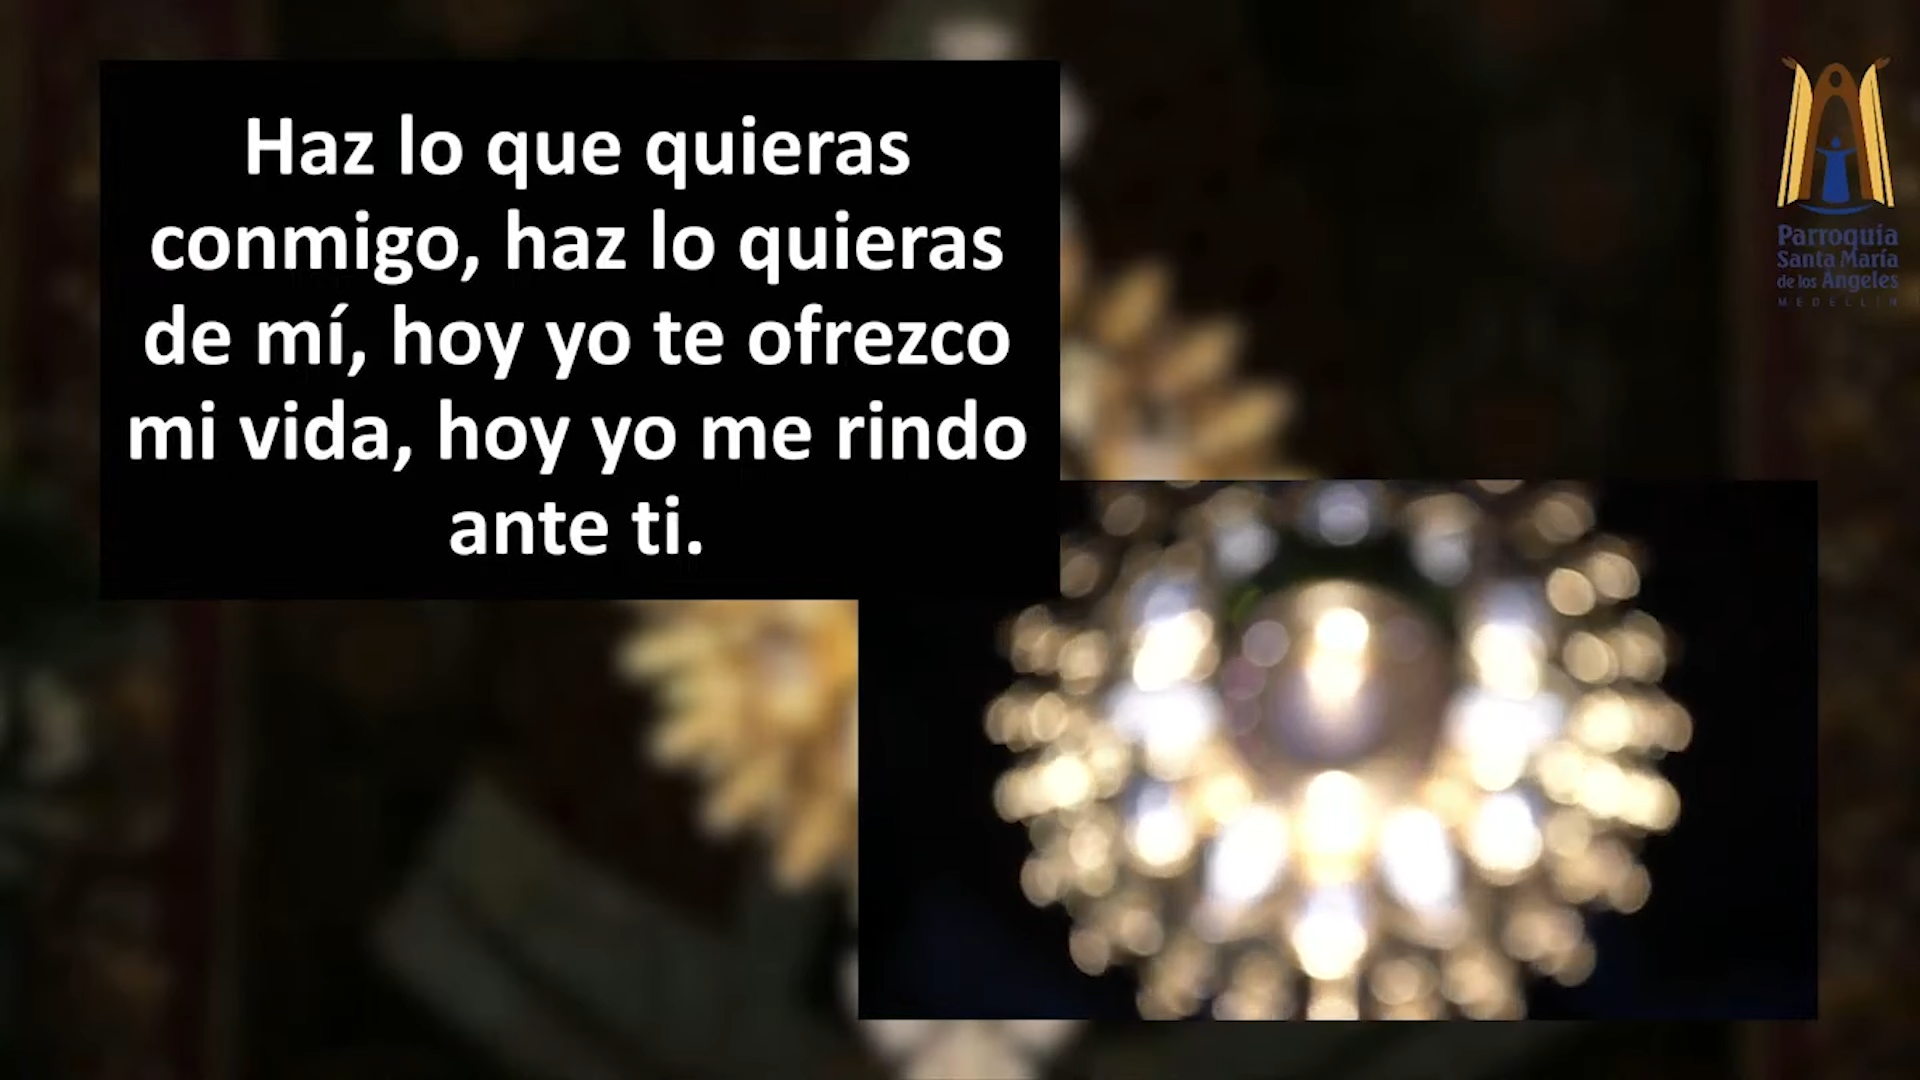 Haz lo que quieras
conmigo, haz lo quieras
de mí, hoy yo te ofrezco
mi vida, hoy yo me rindo
ante ti.
Parroquia
Santa María
de los Ángeles
MEDELLÍN